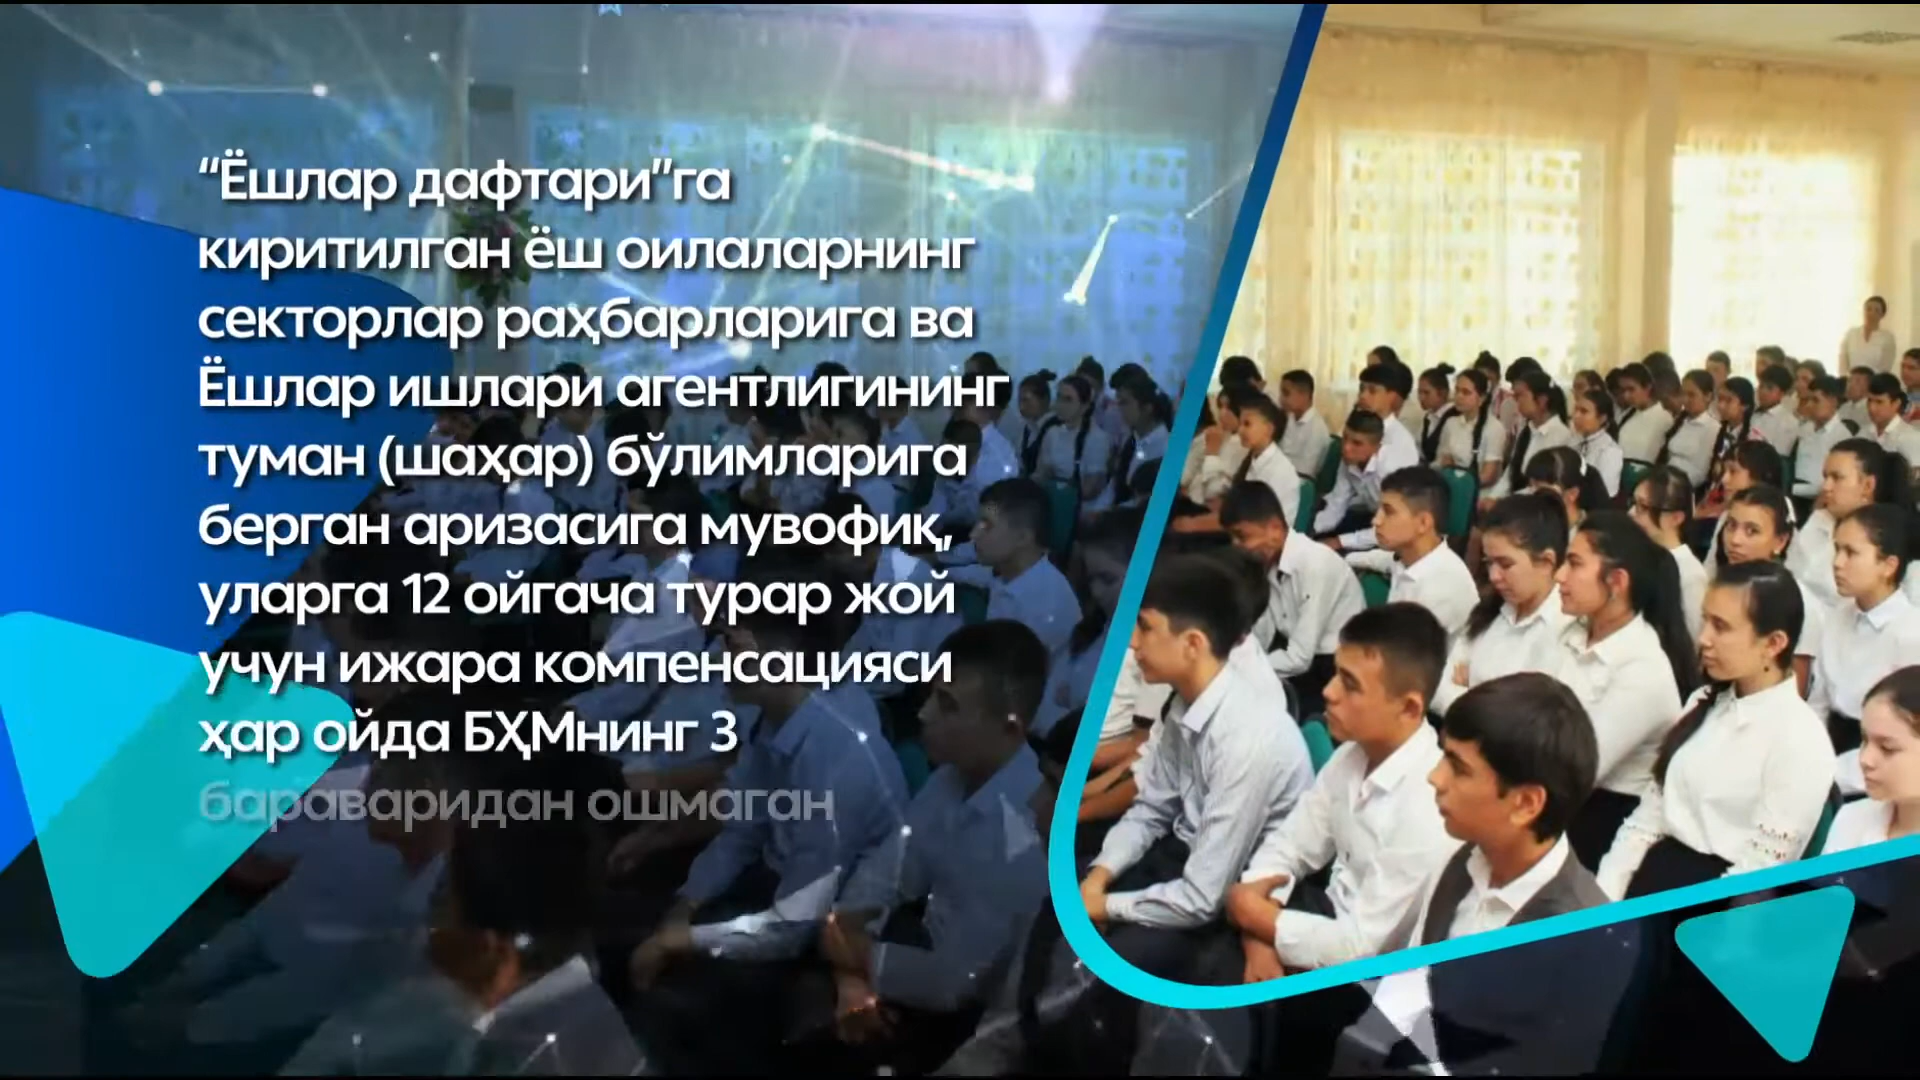 “Ёшлар дафтари”га
киритилган ёш оилаларнинг
секторлар раҳбарларига ва
Ёшлар ишлари агентлигининг
туман (шаҳар) бўлимларига
берган аризасига мувофиқ,
уларга 12 ойгача турар жой
учун ижара компенсацияси
ҳар ойда БҲМнинг 3
бараваридан ошмаган